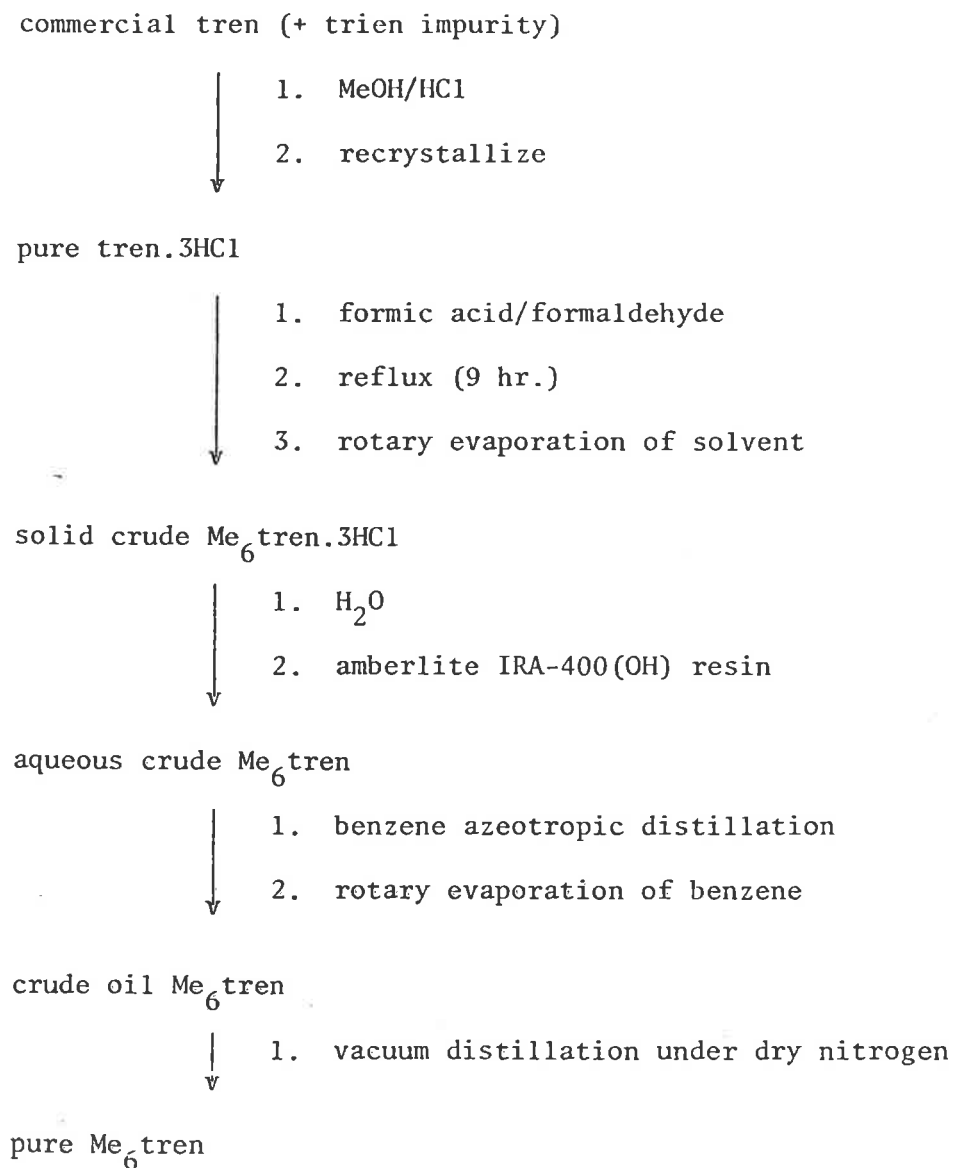 commercial tren (+ trien impurity)
1. MeOH/HCl
2. recrystallize
pure tren.3HCl
1. formic acid/formaldehyde
2. reflux (9 hr.)
3. rotary evaporation of solvent
solid crude Me6tren.3HCl
1. H2O
2. amberlite IRA-400(OH) resin
aqueous crude Me6tren
1. benzene azeotropic distillation
2. rotary evaporation of benzene
crude oil Me6tren
1. vacuum distillation under dry nitrogen
pure Me6tren